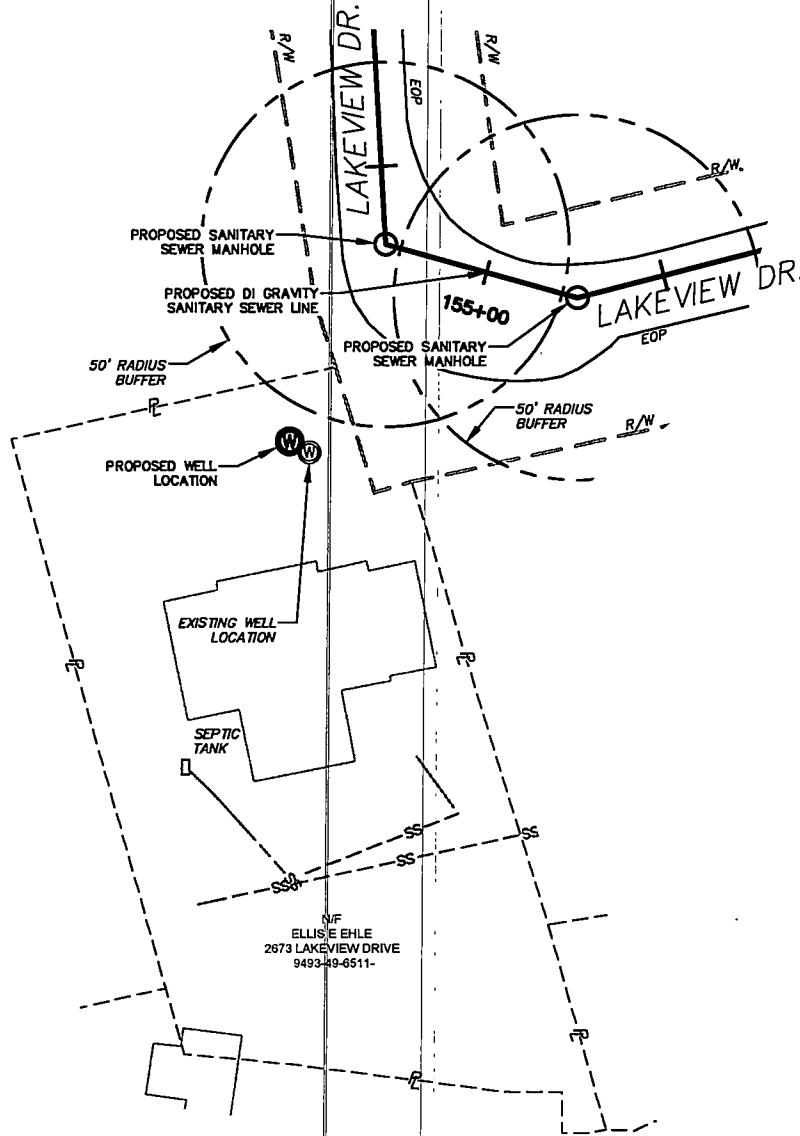 LAKEVIEW DR.
R/W
R/W
EOP
R/W.
PROPOSED SANITARY
SEWER MANHOLE
PROPOSED DI GRAVITY
SANITARY SEWER LINE
155+00
LAKEVIEW DR.
EOP
PROPOSED SANITARY
SEWER MANHOLE
50' RADIUS
BUFFER
PL
50' RADIUS
BUFFER
R/W
W
W
PROPOSED WELL
LOCATION
EXISTING WELL
LOCATION
PL
PL
SEPTIC
TANK
SS
SS
SS
SS
SS
N/F
ELLIS E EHLE
2673 LAKEVIEW DRIVE
9493-49-6511-
PL
PL